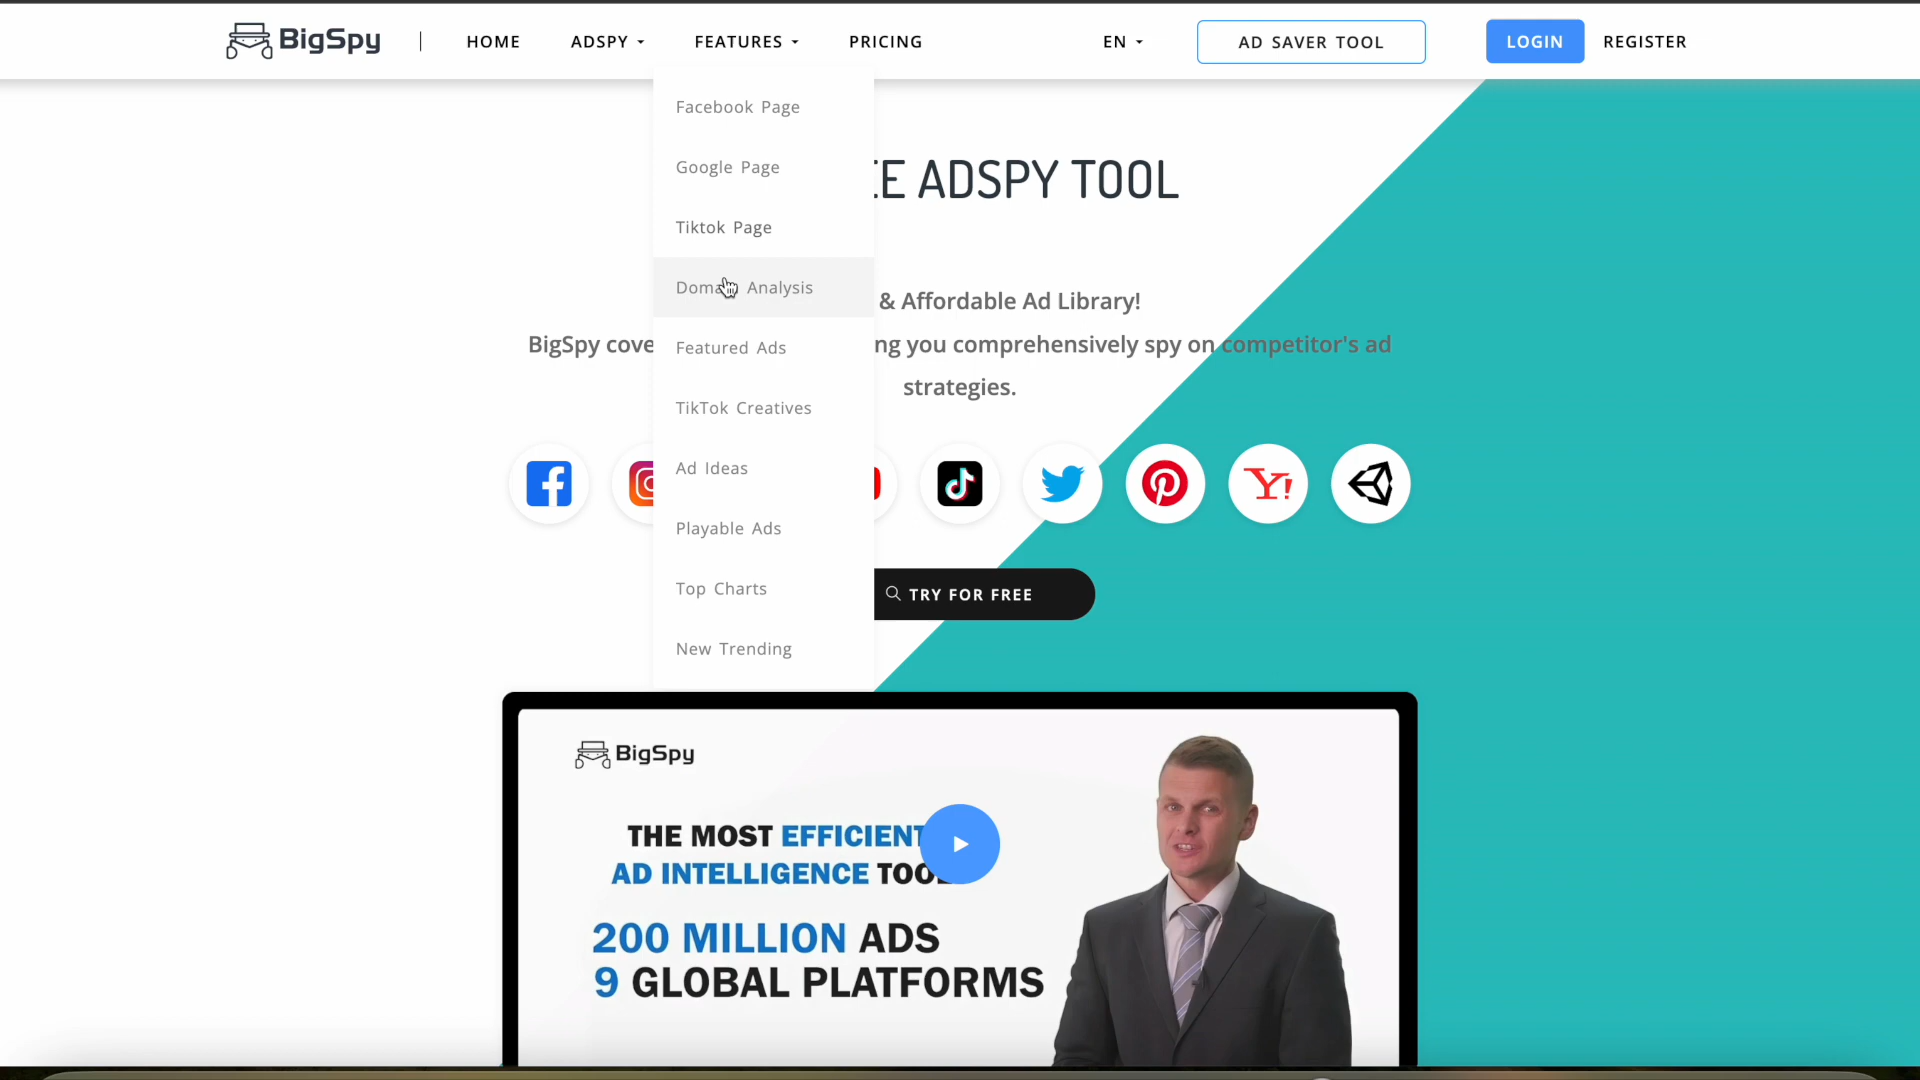 BigSpy
HOME
ADSPY
FEATURES
PRICING
EN
AD SAVER TOOL
LOGIN
REGISTER
Facebook Page
Google Page
Tiktok Page
Domain Analysis
Featured Ads
TikTok Creatives
Ad Ideas
Playable Ads
Top Charts
New Trending
ADSPY TOOL
& Affordable Ad Library!
BigSpy you comprehensively spy on competitor's ad
strategies.
Y!
TRY FOR FREE
BigSpy
THE MOST EFFICIENT
AD INTELLIGENCE
200 MILLION ADS
9 GLOBAL PLATFORMS